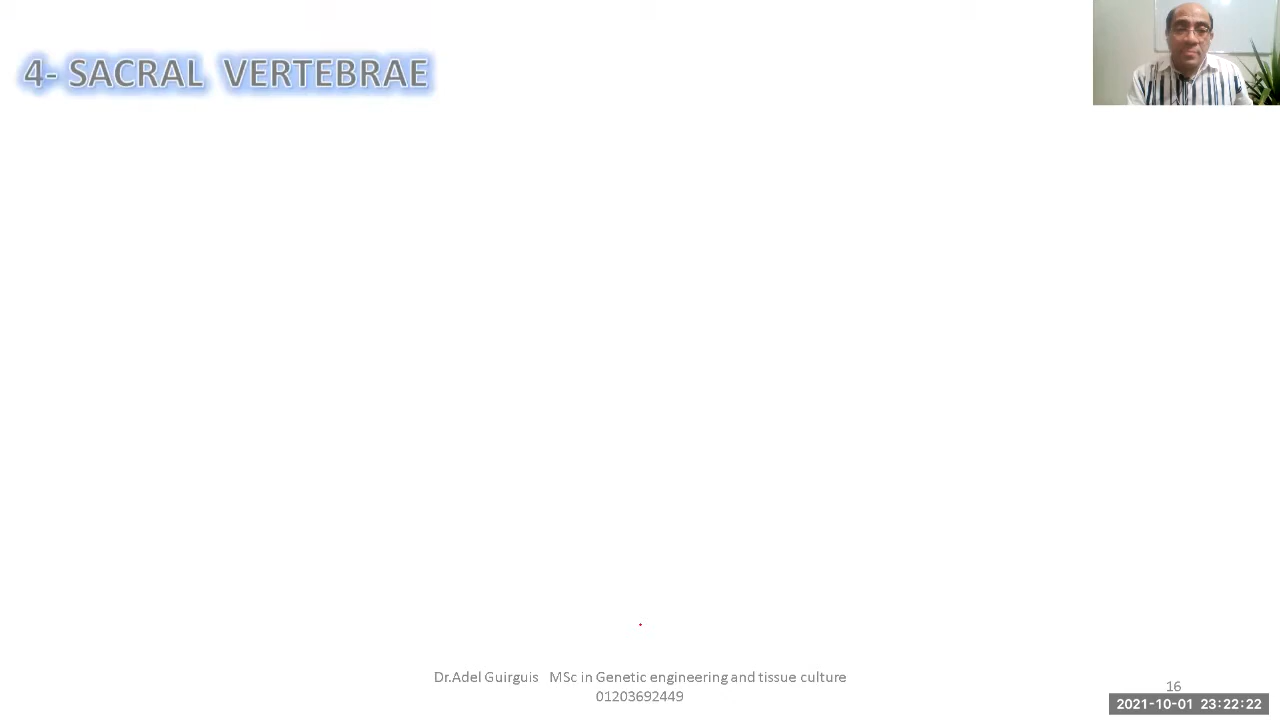 4- SACRAL VERTEBRAE
Dr.Adel Guirguis MSc in Genetic engineering and tissue culture
01203692449
16
2021-10-01 23:22:22